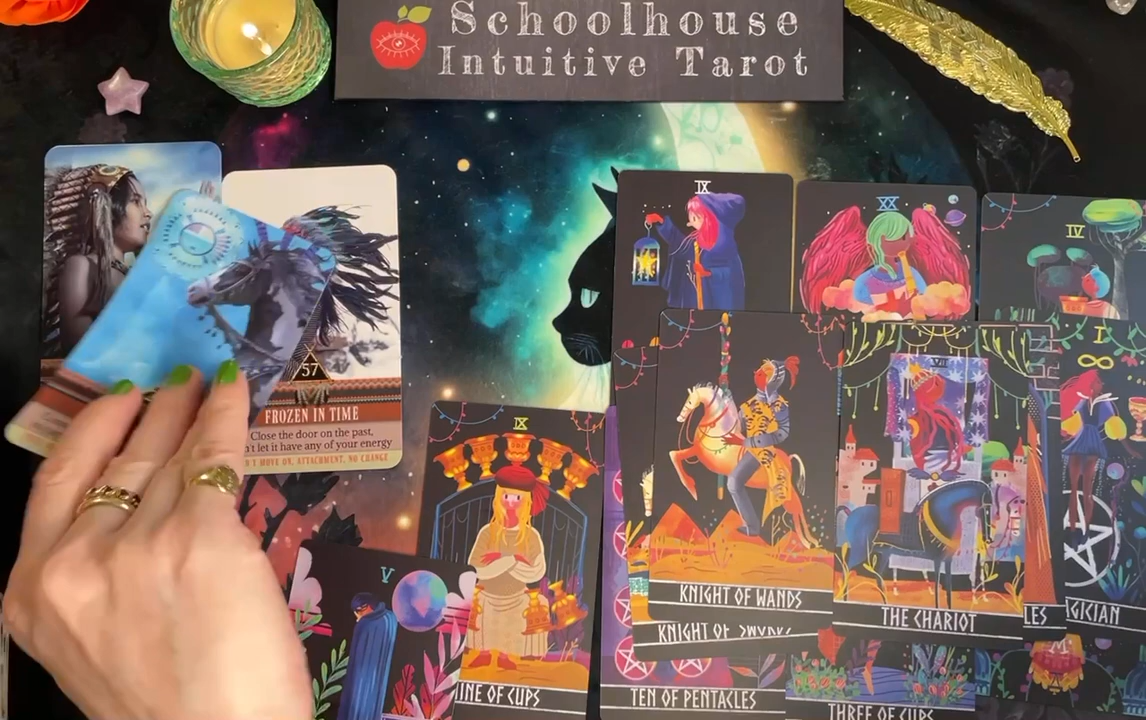 Schoolhouse
Intuitive Tarot
IX
XX
IV
57
FROZEN IN TIME
Close the door on the past,
let it have any of your energy
MOVE ON, ATTACHMENT, NO CHANGE
VII
I
IX
V
KNIGHT OF WANDS
KNIGHT OF SWORDS
THE CHARIOT
LES
GICIAN
INE OF CUPS
TEN OF PENTACLES
THREE OF CUPS